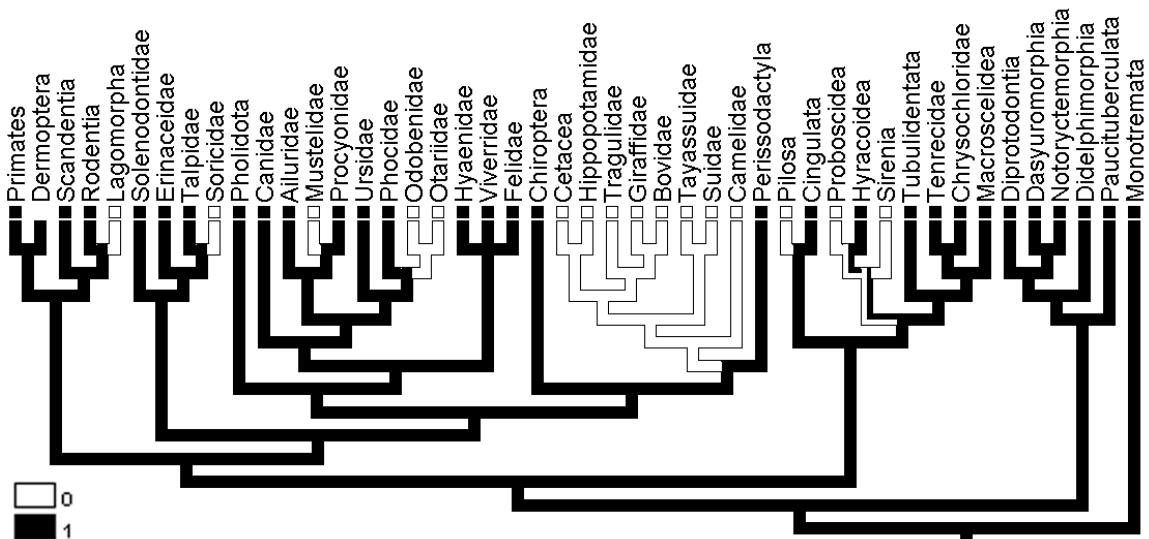 Primates
Dermoptera
Scandentia
Rodentia
Lagomorpha
Solenodontidae
Erinaceidae
Talpidae
Soricidae
Pholidota
Canidae
Ailuridae
Mustelidae
Procyonidae
Ursidae
Phocidae
Odobenidae
Otariidae
Hyaenidae
Viverridae
Felidae
Chiroptera
Cetacea
Hippopotamidae
Tragulidae
Giraffidae
Bovidae
Tayassuidae
Suidae
Camelidae
Perissodactyla
Pilosa
Cingulata
Proboscidea
Hyracoidea
Sirenia
Tubulidentata
Tenrecidae
Chrysochloridae
Macroscelidea
Diprotodontia
Dasyuromorphia
Notoryctemorphia
Didelphimorphia
Paucituberculata
Monotremata
0
1